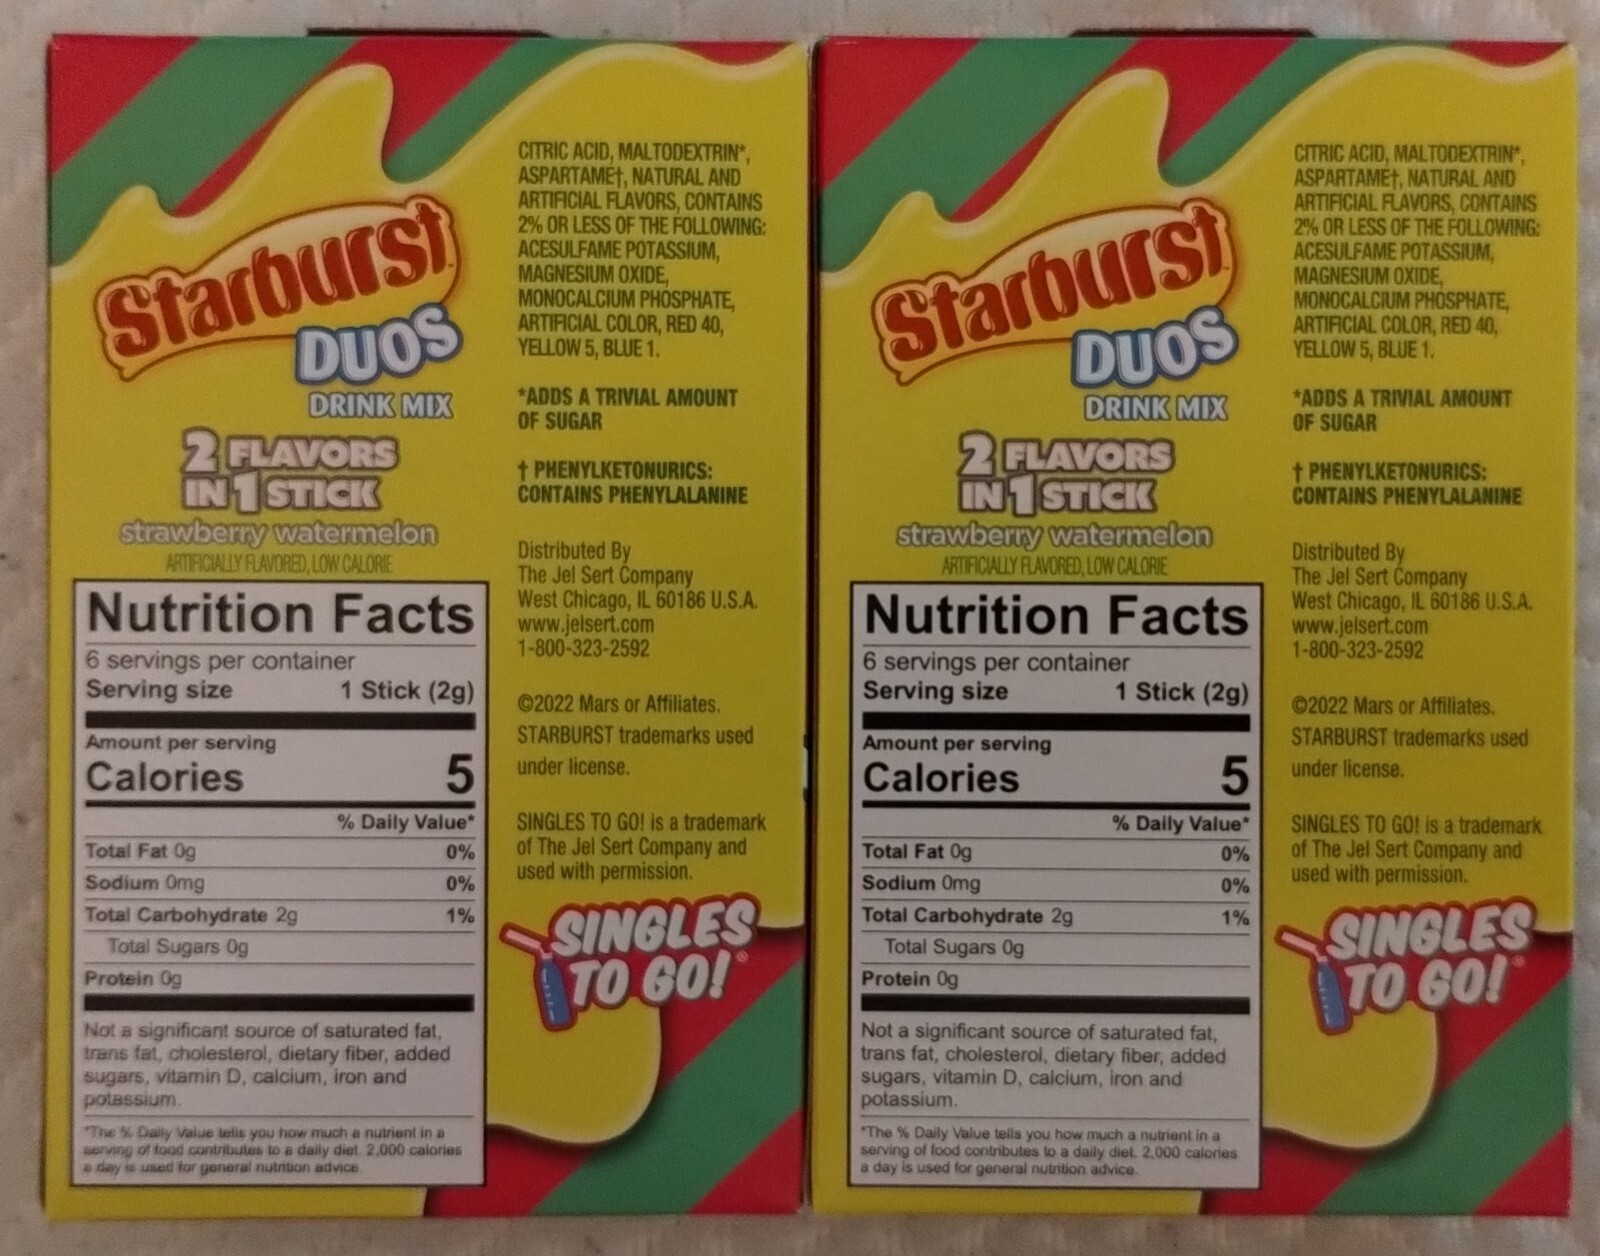 Starburst
DUOS
DRINK MIX
2 FLAVORS
IN 1 STICK
strawberry watermelon
ARTIFICIALLY FLAVORED, LOW CALORIE
Nutrition Facts
6 servings per container
Serving size 1 Stick (2g)
Amount per serving
Calories 5
% Daily Value*
Total Fat 0g 0%
Sodium 0mg 0%
Total Carbohydrate 2g 1%
Total Sugars 0g
Protein 0g
Not a significant source of saturated fat,
trans fat, cholesterol, dietary fiber, added
sugars, vitamin D, calcium, iron and
potassium.
*The % Daily Value tells you how much a nutrient in a
serving of food contributes to a daily diet. 2,000 calories
a day is used for general nutrition advice.
CITRIC ACID, MALTODEXTRIN*,
ASPARTAME†, NATURAL AND
ARTIFICIAL FLAVORS, CONTAINS
2% OR LESS OF THE FOLLOWING:
ACESULFAME POTASSIUM,
MAGNESIUM OXIDE,
MONOCALCIUM PHOSPHATE,
ARTIFICIAL COLOR, RED 40,
YELLOW 5, BLUE 1.
*ADDS A TRIVIAL AMOUNT
OF SUGAR
† PHENYLKETONURICS:
CONTAINS PHENYLALANINE
Distributed By
The Jel Sert Company
West Chicago, IL 60186 U.S.A.
www.jelsert.com
1-800-323-2592
©2022 Mars or Affiliates.
STARBURST trademarks used
under license.
SINGLES TO GO! is a trademark
of The Jel Sert Company and
used with permission.
SINGLES
TO GO!®
Starburst
DUOS
DRINK MIX
2 FLAVORS
IN 1 STICK
strawberry watermelon
ARTIFICIALLY FLAVORED, LOW CALORIE
Nutrition Facts
6 servings per container
Serving size 1 Stick (2g)
Amount per serving
Calories 5
% Daily Value*
Total Fat 0g 0%
Sodium 0mg 0%
Total Carbohydrate 2g 1%
Total Sugars 0g
Protein 0g
Not a significant source of saturated fat,
trans fat, cholesterol, dietary fiber, added
sugars, vitamin D, calcium, iron and
potassium.
*The % Daily Value tells you how much a nutrient in a
serving of food contributes to a daily diet. 2,000 calories
a day is used for general nutrition advice.
CITRIC ACID, MALTODEXTRIN*,
ASPARTAME†, NATURAL AND
ARTIFICIAL FLAVORS, CONTAINS
2% OR LESS OF THE FOLLOWING:
ACESULFAME POTASSIUM,
MAGNESIUM OXIDE,
MONOCALCIUM PHOSPHATE,
ARTIFICIAL COLOR, RED 40,
YELLOW 5, BLUE 1.
*ADDS A TRIVIAL AMOUNT
OF SUGAR
† PHENYLKETONURICS:
CONTAINS PHENYLALANINE
Distributed By
The Jel Sert Company
West Chicago, IL 60186 U.S.A.
www.jelsert.com
1-800-323-2592
©2022 Mars or Affiliates.
STARBURST trademarks used
under license.
SINGLES TO GO! is a trademark
of The Jel Sert Company and
used with permission.
SINGLES
TO GO!®